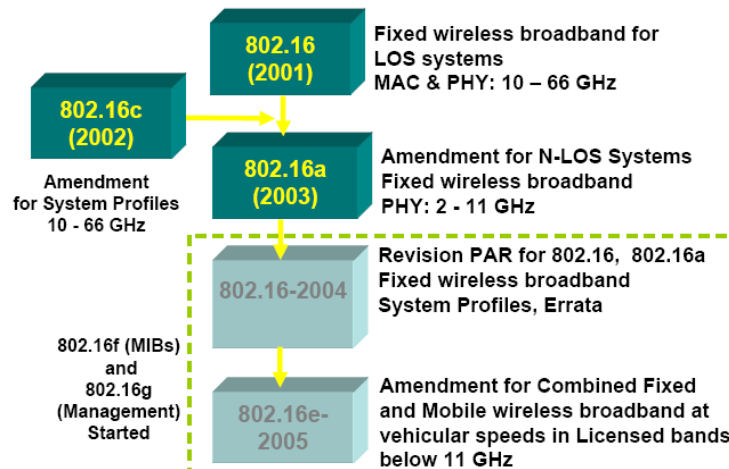 802.16
(2001)
Fixed wireless broadband for
LOS systems
MAC & PHY: 10 – 66 GHz
802.16c
(2002)
Amendment
for System Profiles
10 - 66 GHz
802.16a
(2003)
Amendment for N-LOS Systems
Fixed wireless broadband
PHY: 2 - 11 GHz
802.16-2004
Revision PAR for 802.16, 802.16a
Fixed wireless broadband
System Profiles, Errata
802.16f (MIBs)
and
802.16g
(Management)
Started
802.16e-
2005
Amendment for Combined Fixed
and Mobile wireless broadband at
vehicular speeds in Licensed bands
below 11 GHz